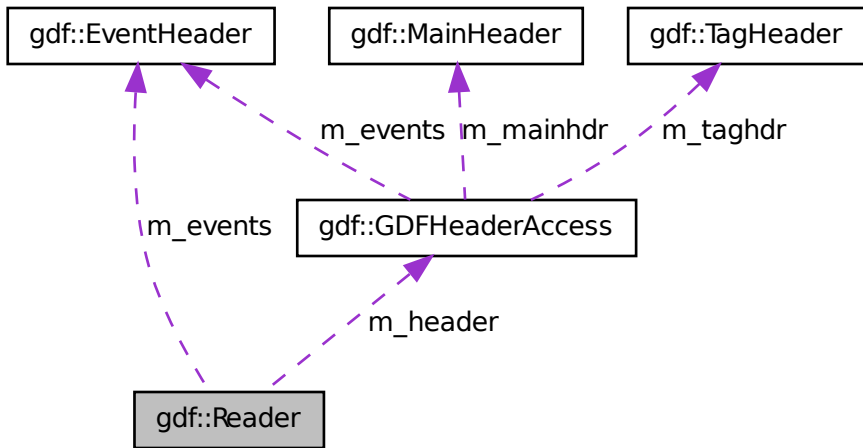 gdf::EventHeader
gdf::MainHeader
gdf::TagHeader
m_events
m_mainhdr
m_taghdr
m_events
gdf::GDFHeaderAccess
m_header
gdf::Reader